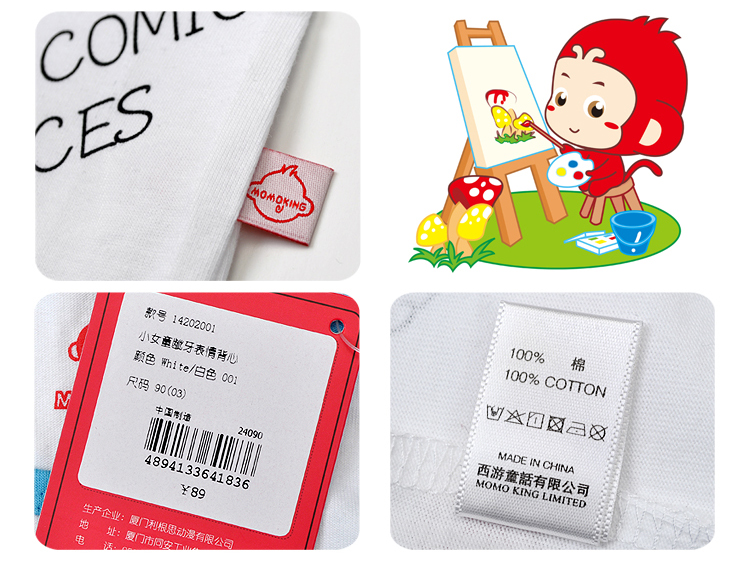 COMIC
CES
MOMOKING
款号 14202001
小女童龇牙表情背心
颜色 White/白色 001
尺码 90(03)
中国制造
24090
4894133641836
￥89
生产企业: 厦门利根思动漫有限公司
地 址: 厦门市同安工业集
电 话:
100% 棉
100% COTTON
MADE IN CHINA
西游童話有限公司
MOMO KING LIMITED